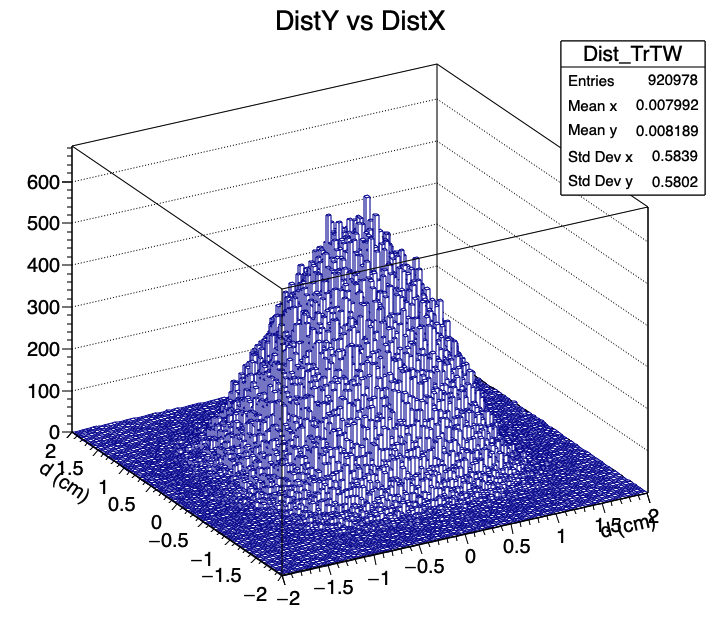 DistY vs DistX
Dist_TrTW
Entries 920978
Mean x 0.007992
Mean y 0.008189
Std Dev x 0.5839
Std Dev y 0.5802
600
500
400
300
200
100
0
2
1.5
1
0.5
0
−0.5
−1
−1.5
−2
d (cm)
−2
−1.5
−1
−0.5
0
0.5
1
1.5
2
d (cm)